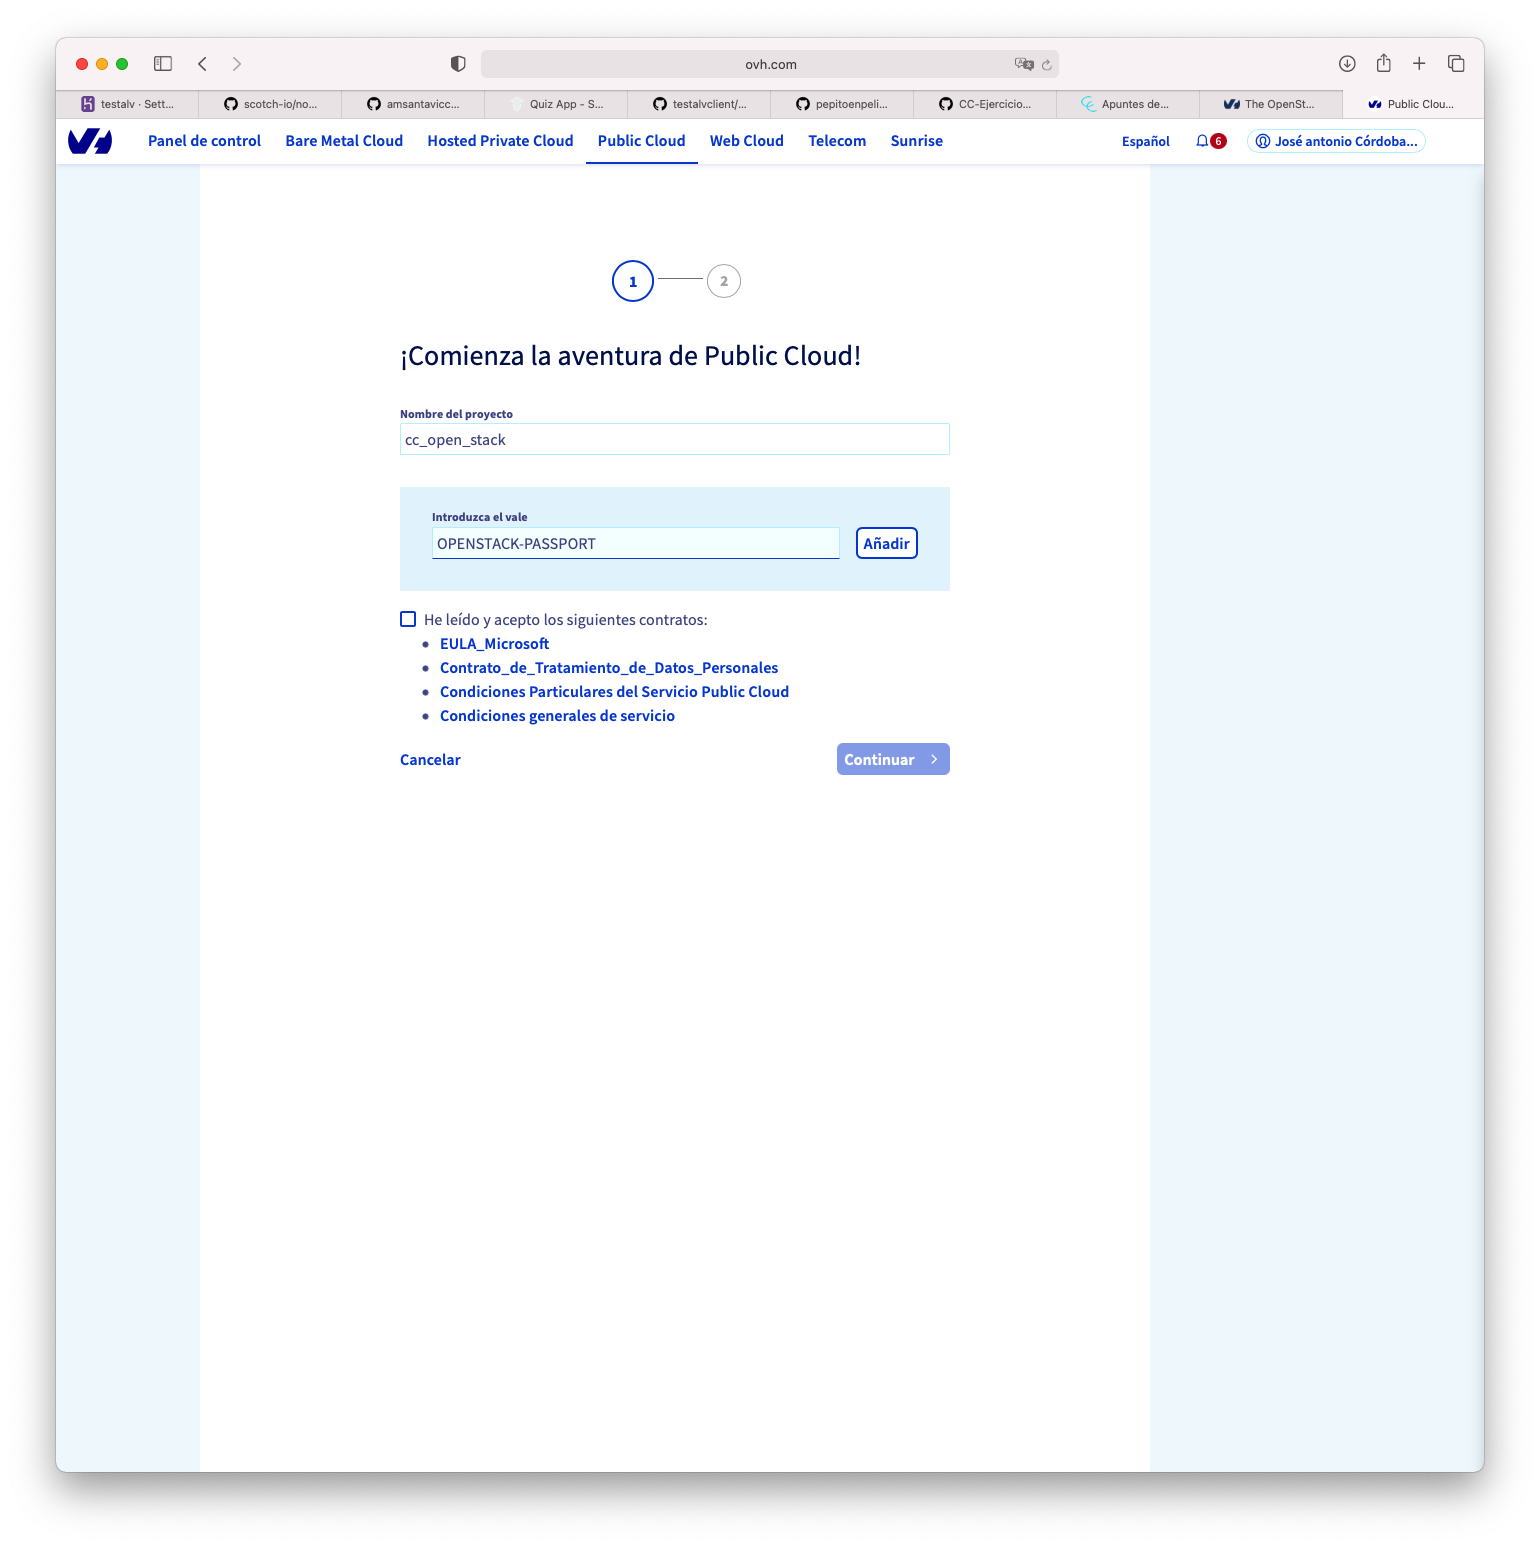 ovh.com
testalv · Sett...
scotch-io/no...
amsantavicc...
Quiz App - S...
testalvclient/...
pepitoenpeli...
CC-Ejercicio...
Apuntes de...
The OpenSt...
Public Clou...
Panel de control Bare Metal Cloud Hosted Private Cloud Public Cloud Web Cloud Telecom Sunrise Español 6 José antonio Córdoba...
1 2
¡Comienza la aventura de Public Cloud!
Nombre del proyecto
cc_open_stack
Introduzca el vale
OPENSTACK-PASSPORT Añadir
He leído y acepto los siguientes contratos:
• EULA_Microsoft
• Contrato_de_Tratamiento_de_Datos_Personales
• Condiciones Particulares del Servicio Public Cloud
• Condiciones generales de servicio
Cancelar Continuar